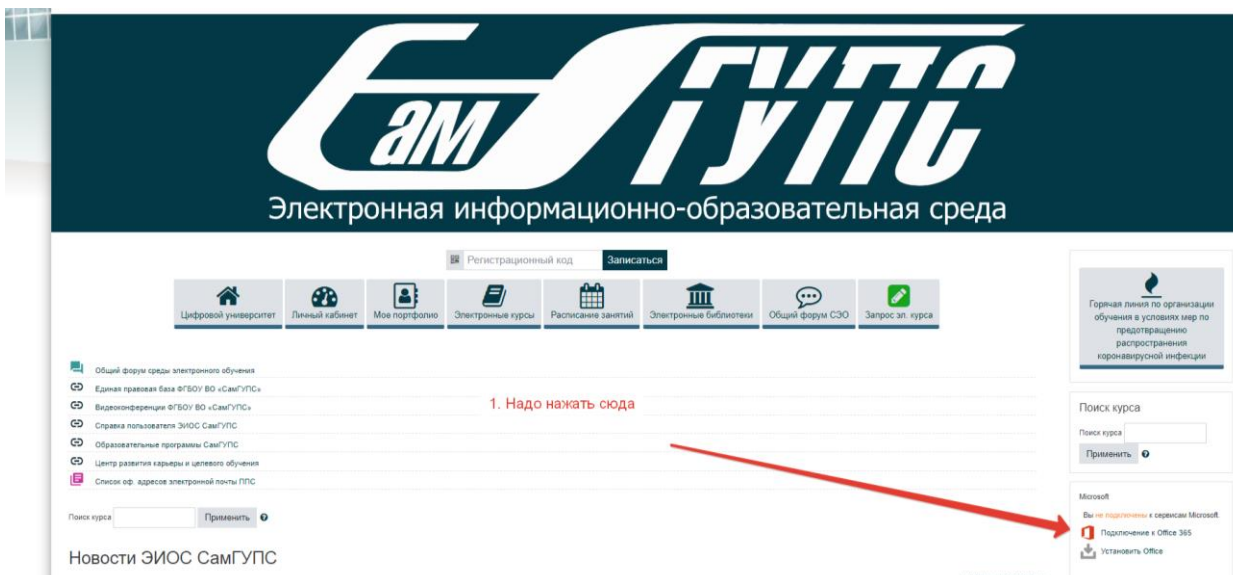 СамГУПС
Электронная информационно-образовательная среда
Регистрационный код Записаться
Цифровой университет Личный кабинет Мое портфолио Электронные курсы Расписание занятий Электронные библиотеки Общий форум СЭО Запрос эл. курса
Общий форум среды электронного обучения
Единая правовая база ФГБОУ ВО «СамГУПС»
Видеоконференции ФГБОУ ВО «СамГУПС»
Справка пользователя ЭИОС СамГУПС
Образовательные программы СамГУПС
Центр развития карьеры и целевого обучения
Список оф. адресов электронной почты ППС
1. Надо нажать сюда
Поиск курса Применить
Новости ЭИОС СамГУПС
Горячая линия по организации
обучения в условиях мер по
предотвращению
распространения
коронавирусной инфекции
Поиск курса
Поиск курса
Применить
Microsoft
Вы не подключены к сервисам Microsoft.
Подключение к Office 365
Установить Office